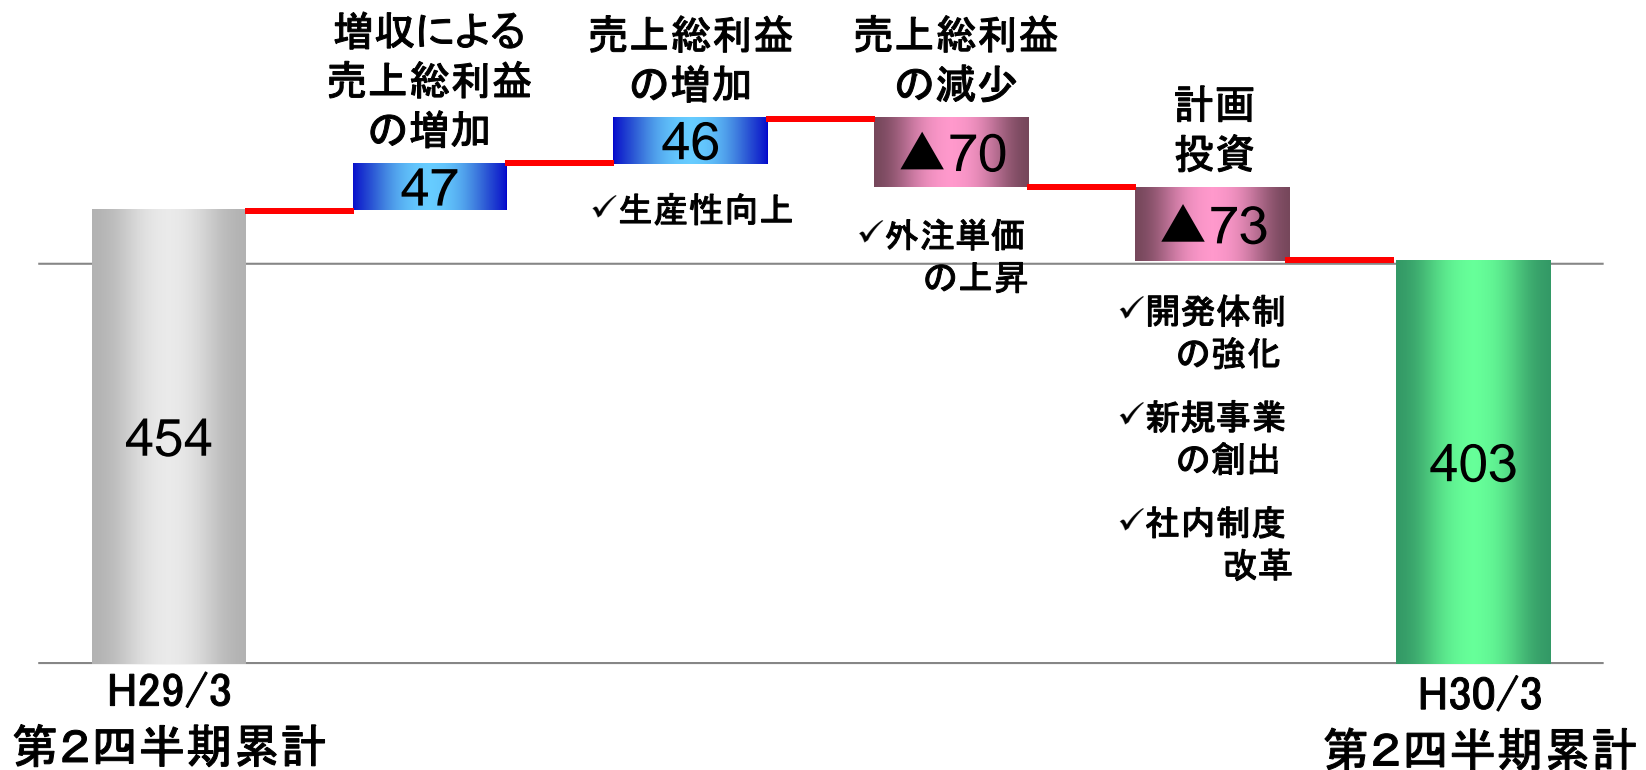 増収による
売上総利益
の増加
47
売上総利益
の増加
46
✓生産性向上
売上総利益
の減少
▲70
✓外注単価
の上昇
計画
投資
▲73
✓開発体制
の強化
✓新規事業
の創出
✓社内制度
改革
454
403
H29/3
第2四半期累計
H30/3
第2四半期累計